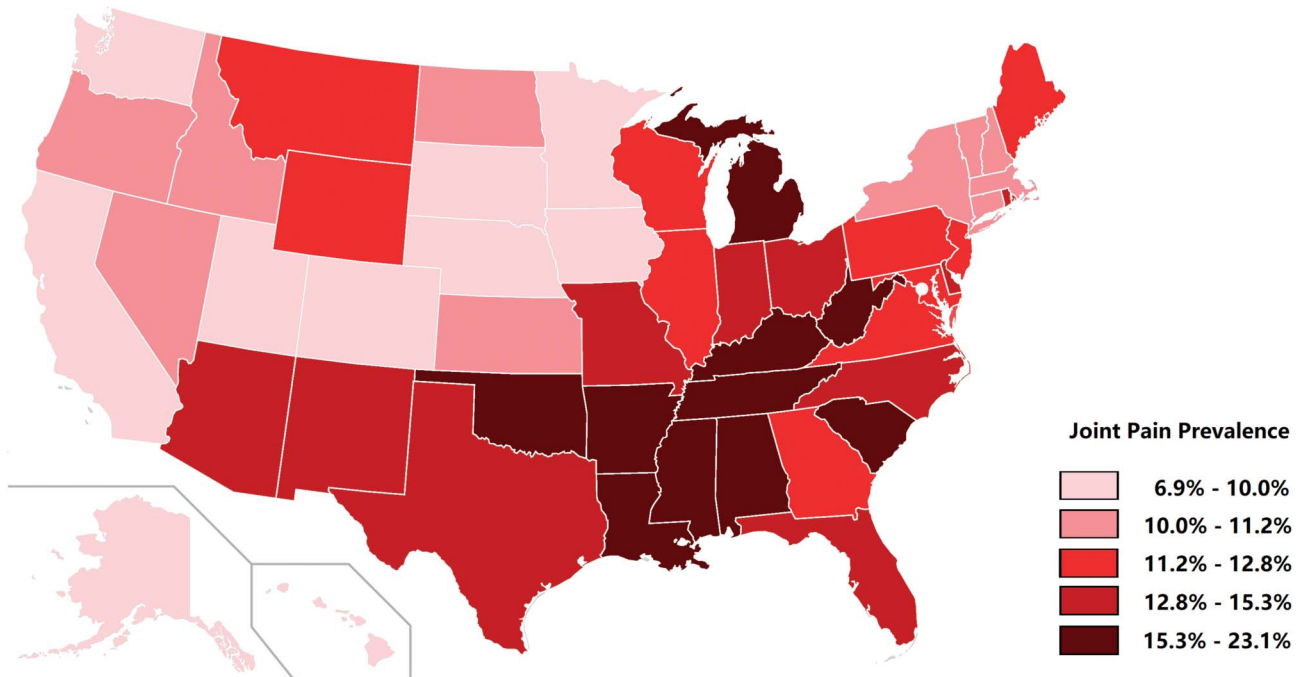 Joint Pain Prevalence
6.9% - 10.0%
10.0% - 11.2%
11.2% - 12.8%
12.8% - 15.3%
15.3% - 23.1%